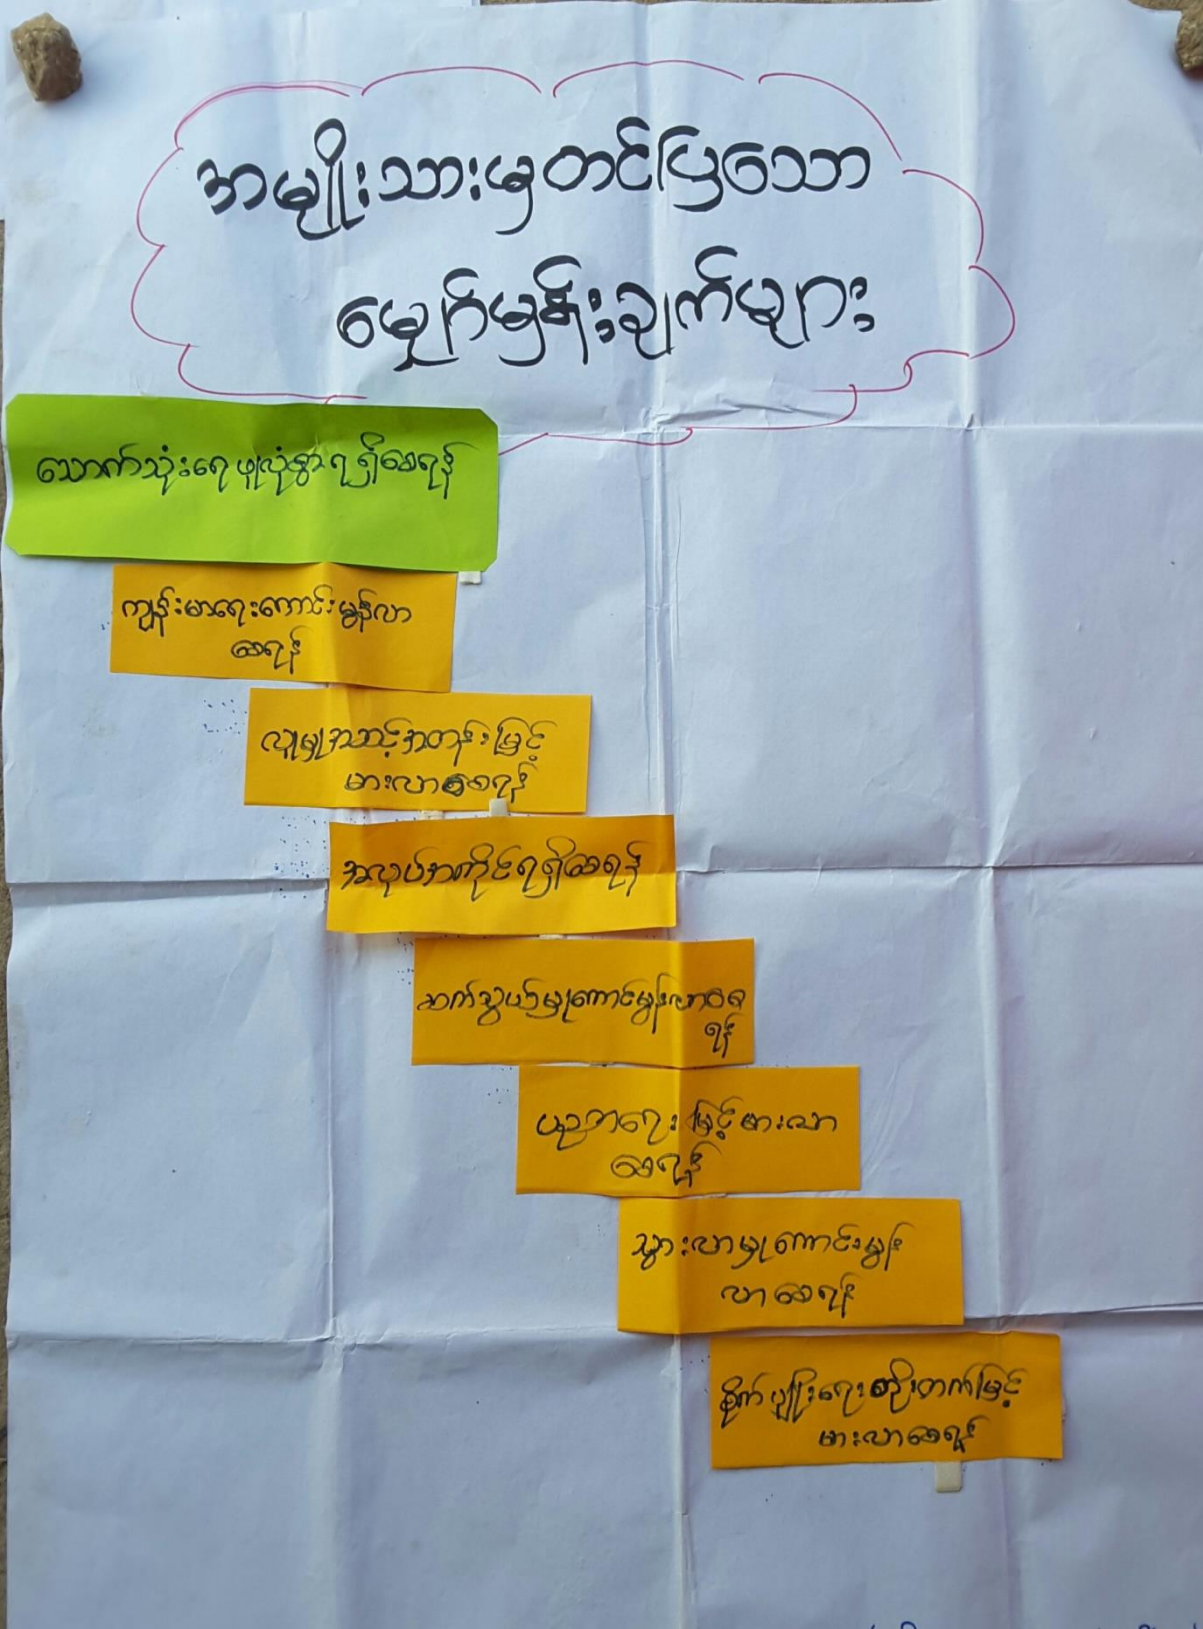 အမျိုးသားမှတင်ပြသော
မျှော်မှန်းချက်များ
သောက်သုံးရေဖူလုံစွာရရှိစေရန်
ကျန်းမာရေးကောင်းမွန်လာ
စေရန်
လူမှုအဆင့်အတန်းမြင့်
မားလာစေရန်
အလုပ်အကိုင်ရရှိစေရန်
ဆက်သွယ်မှုကောင်းမွန်လာစေ
ရန်
ပညာရေးမြင့်မားလာ
စေရန်
သွားလာမှုကောင်းမွန်
လာစေရန်
စိုက်ပျိုးရေးတိုးတက်မြင့်
မားလာစေရန်